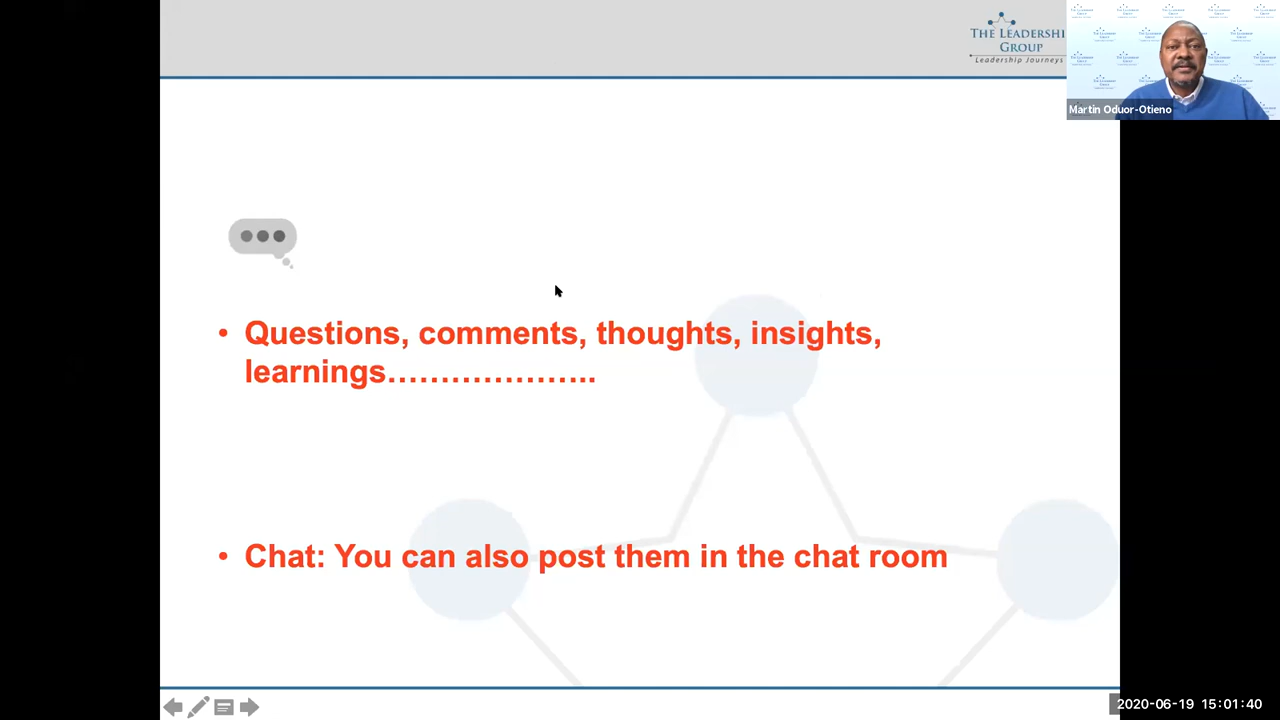 THE LEADERSHI
GROUP
Leadership Journeys
Martin Oduor-Otieno
• Questions, comments, thoughts, insights,
learnings…………………..
• Chat: You can also post them in the chat room
2020-06-19 15:01:40